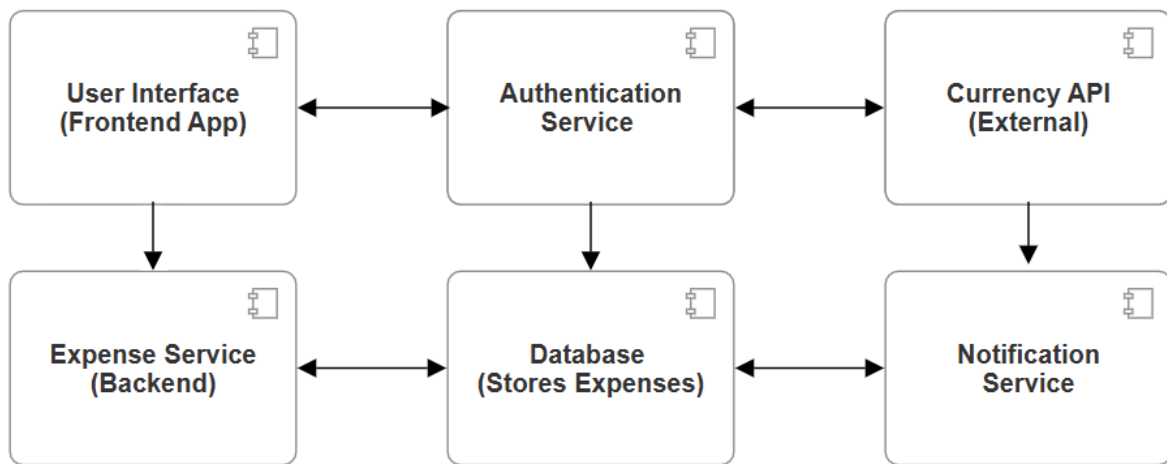 User Interface
(Frontend App)
Authentication
Service
Currency API
(External)
Expense Service
(Backend)
Database
(Stores Expenses)
Notification
Service